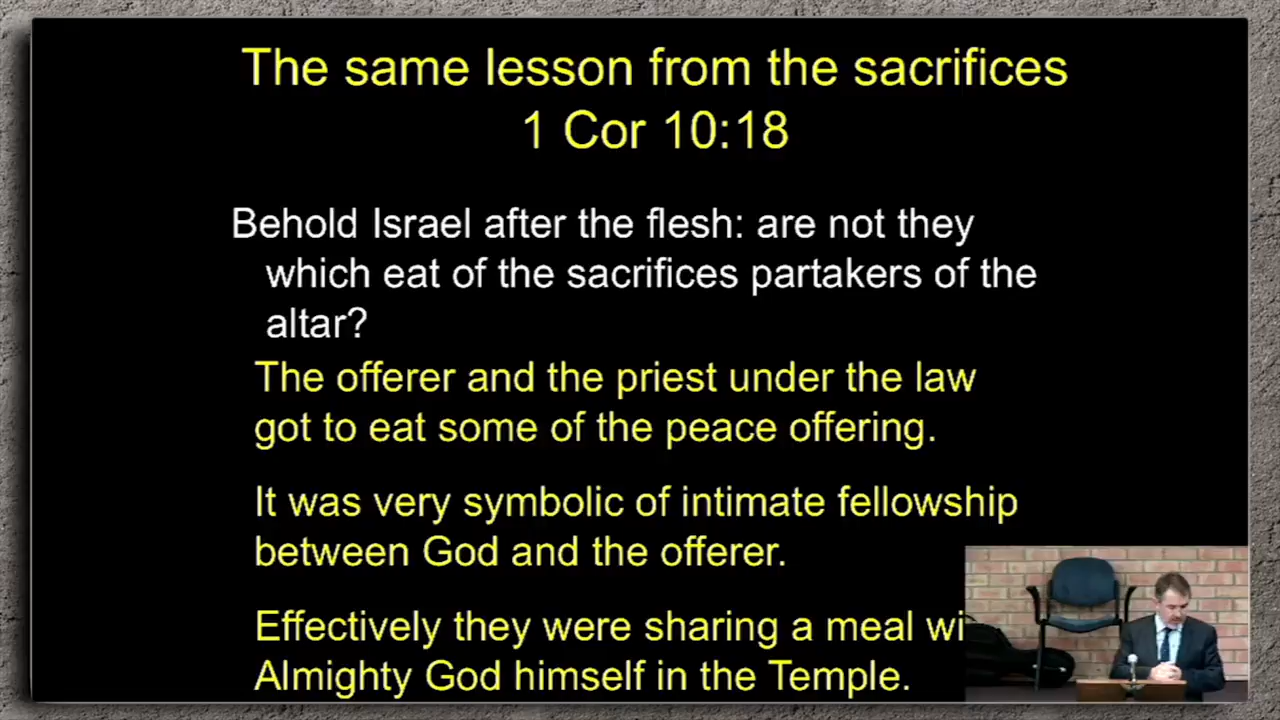 The same lesson from the sacrifices
1 Cor 10:18
Behold Israel after the flesh: are not they
which eat of the sacrifices partakers of the
altar?
The offerer and the priest under the law
got to eat some of the peace offering.
It was very symbolic of intimate fellowship
between God and the offerer.
Effectively they were sharing a meal wi
Almighty God himself in the Temple.